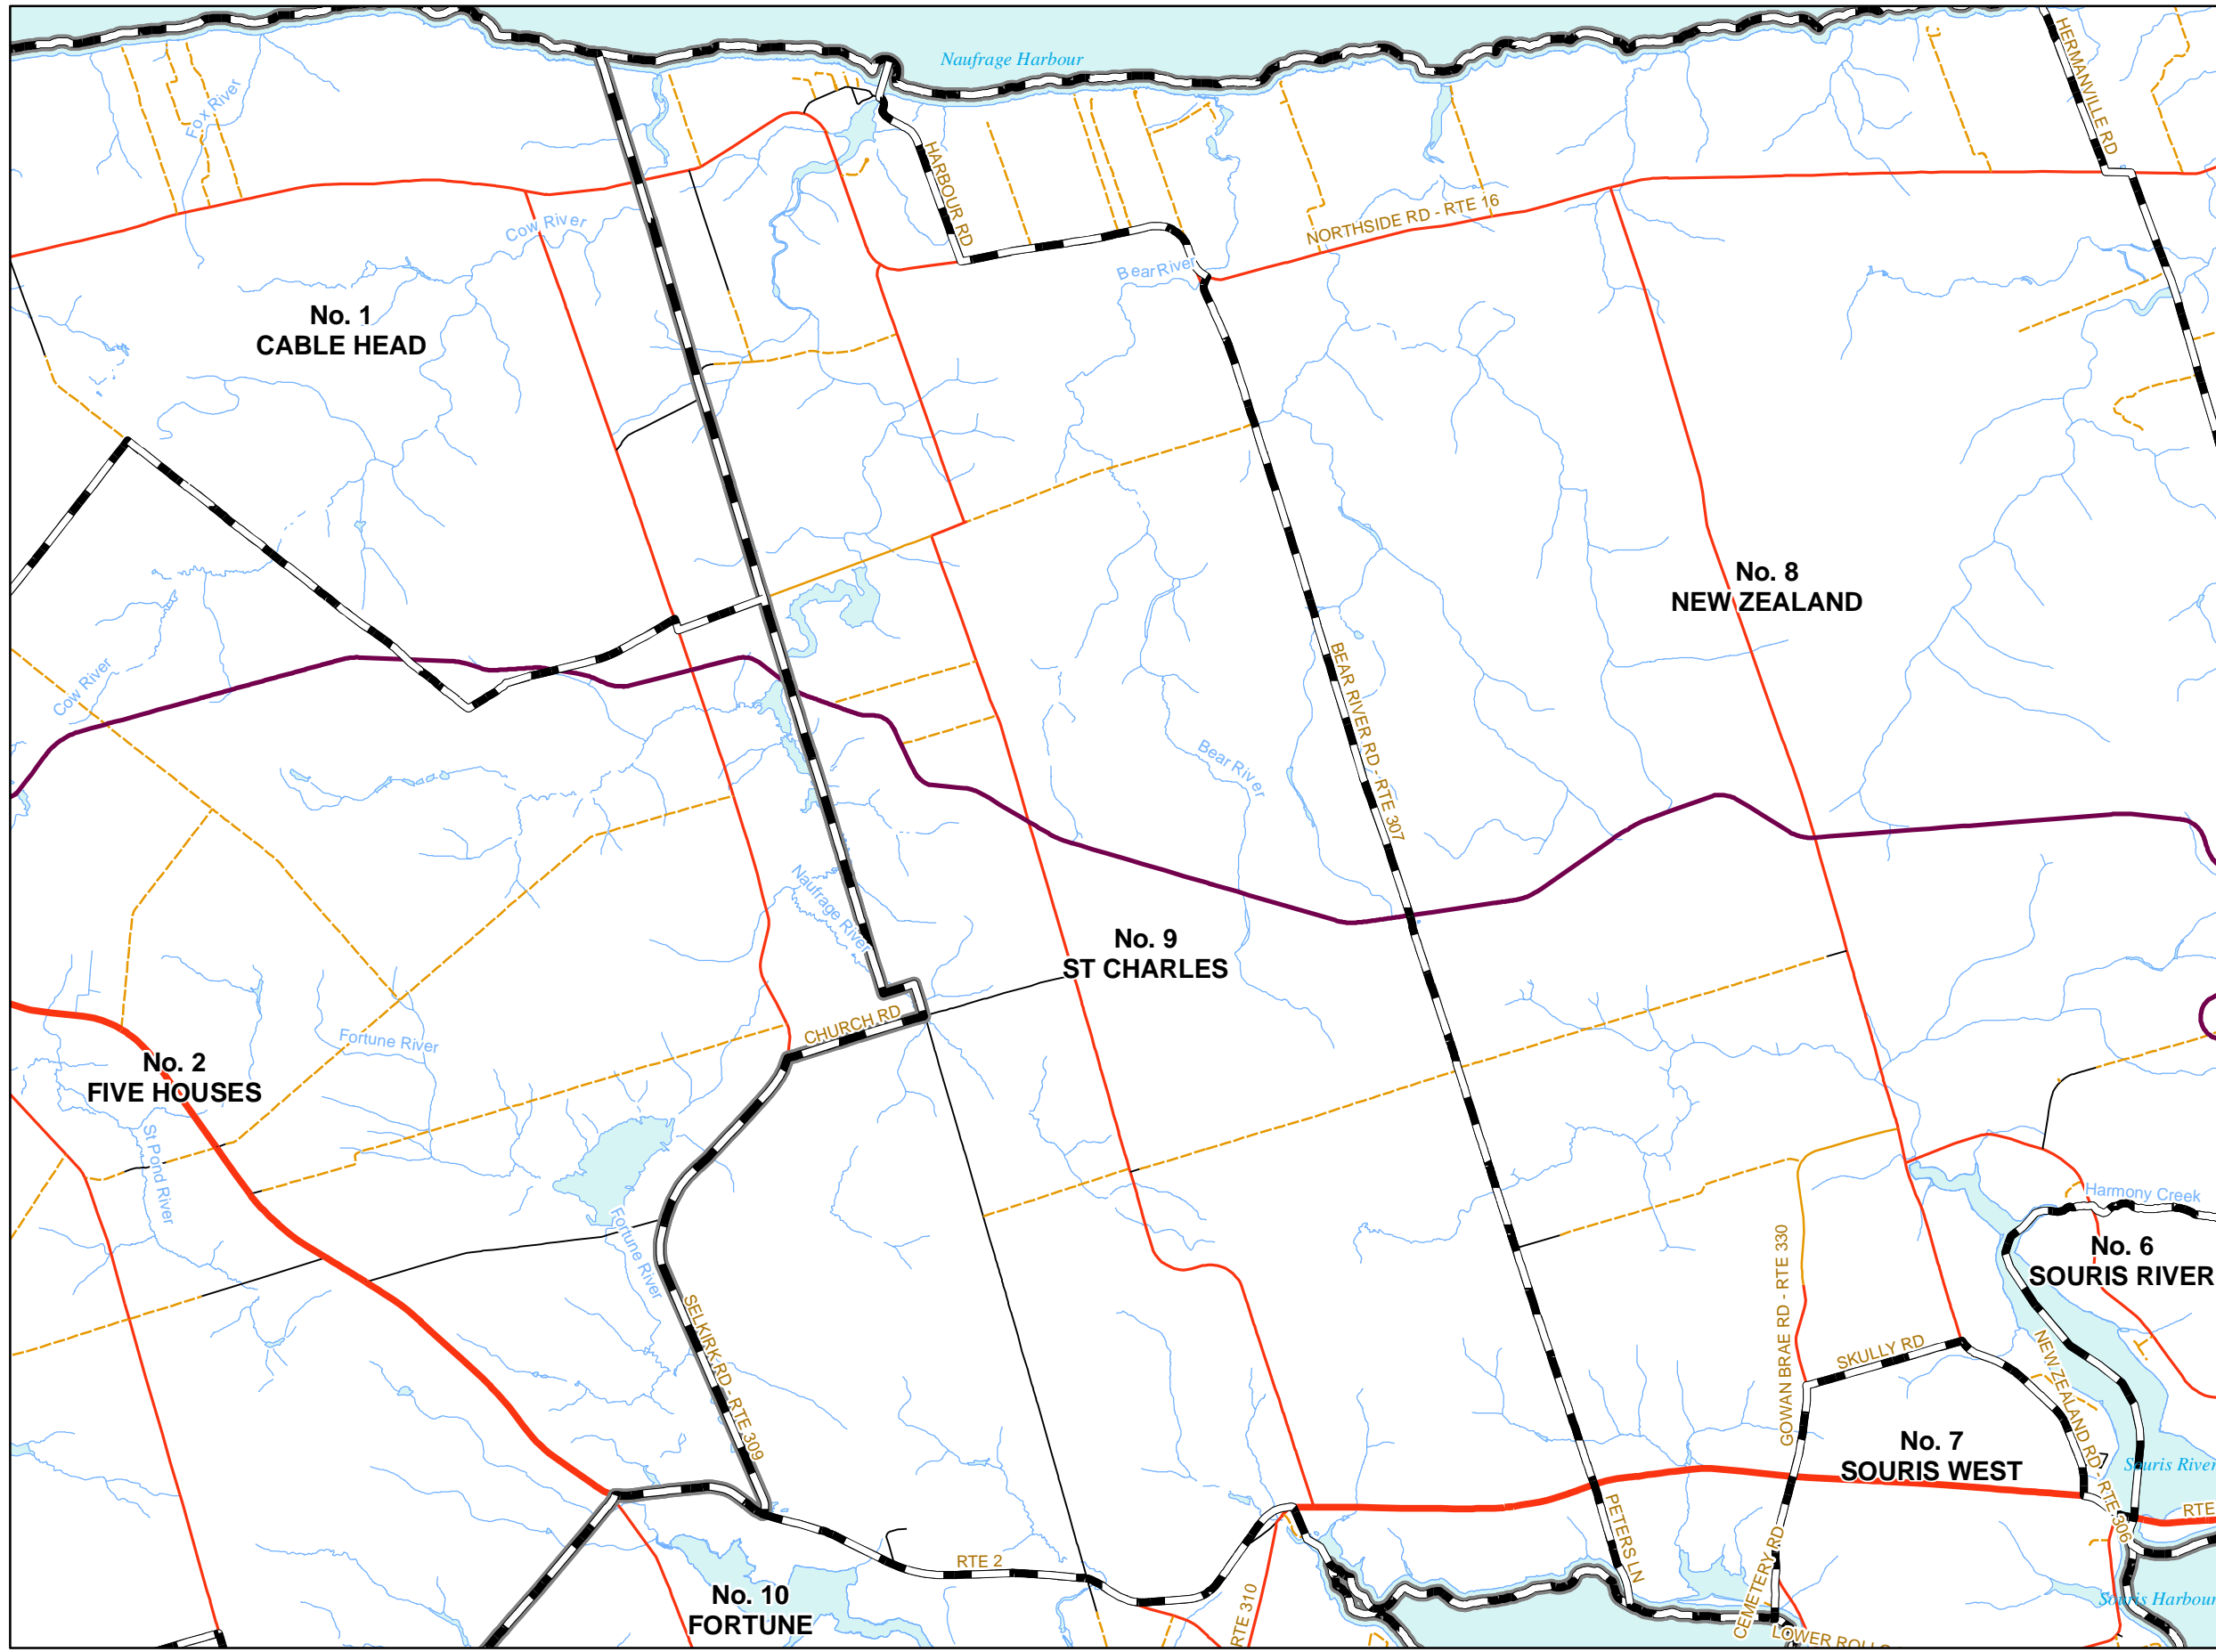 Naufrage Harbour
HERMANVILLE RD
Fox River
HARBOUR RD
NORTHSIDE RD - RTE 16
Cow River
Bear River
No. 1
CABLE HEAD
No. 8
NEW ZEALAND
BEAR RIVER RD - RTE 307
Cow River
Bear River
Naufrage River
No. 9
ST CHARLES
CHURCH RD
Fortune River
No. 2
FIVE HOUSES
St Pond River
Harmony Creek
Fortune River
No. 6
SOURIS RIVER
GOWAN BRAE RD - RTE 330
SELKIRK RD - RTE 309
SKULLY RD
NEW ZEALAND RD - RTE 306
No. 7
SOURIS WEST
Souris River
RTE
PETERS LN
RTE 2
CEMETERY RD
No. 10
FORTUNE
RTE 310
Souris Harbour
LOWER ROLLO